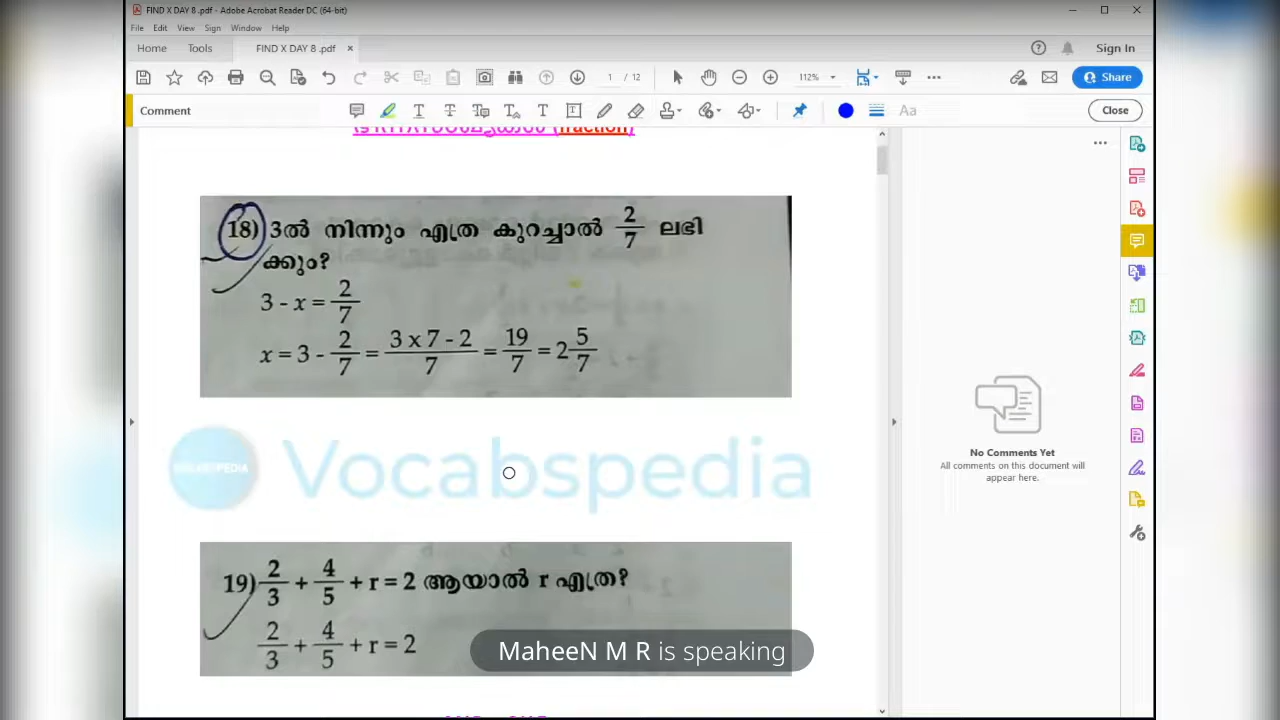 FIND X DAY 8 .pdf - Adobe Acrobat Reader DC (64-bit)
File Edit View Sign Window Help
Home Tools FIND X DAY 8 .pdf × Sign In
1 / 12 112% Share
Comment Aa Close
(fraction)
18) 3ൽ നിന്നും എത്ര കുറച്ചാൽ 2/7 ലഭി
ക്കും?
3 - x = 2/7
x = 3 - 2/7 = 3 x 7 - 2/7 = 19/7 = 2 5/7
Vocabspedia
19) 2/3 + 4/5 + r = 2 ആയാൽ r എത്ര?
2/3 + 4/5 + r = 2
MaheeN M R is speaking
No Comments Yet
All comments on this document will
appear here.